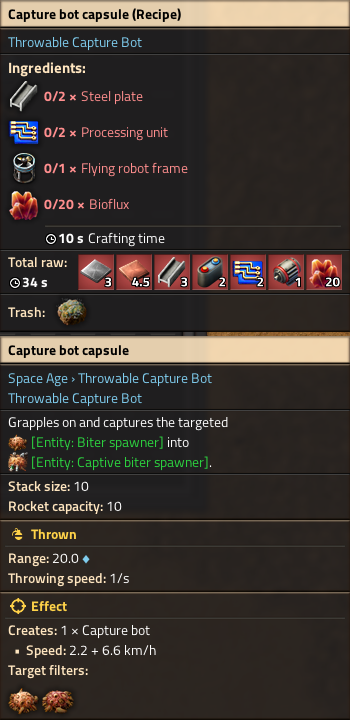 Capture bot capsule (Recipe)
Throwable Capture Bot
Ingredients:
0/2 × Steel plate
0/2 × Processing unit
0/1 × Flying robot frame
0/20 × Bioflux
10 s Crafting time
Total raw:
34 s
3 4.5 3 2 2 1 20
Trash:
Capture bot capsule
Space Age › Throwable Capture Bot
Throwable Capture Bot
Grapples on and captures the targeted
[Entity: Biter spawner] into
[Entity: Captive biter spawner].
Stack size: 10
Rocket capacity: 10
Thrown
Range: 20.0
Throwing speed: 1/s
Effect
Creates: 1 × Capture bot
• Speed: 2.2 + 6.6 km/h
Target filters: